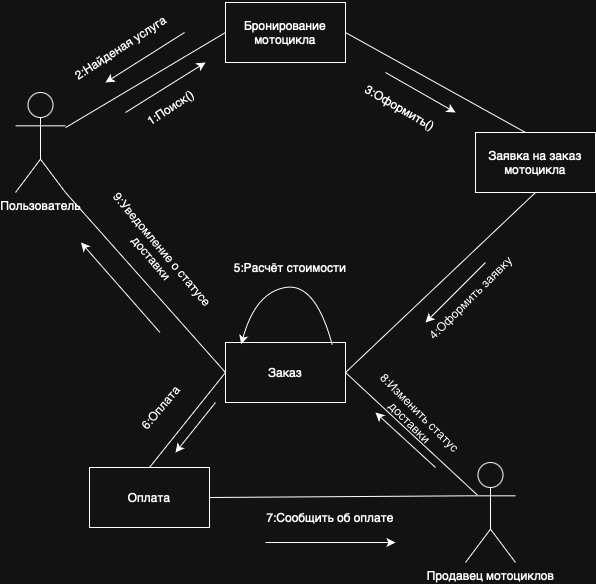 Бронирование
мотоцикла
2:Найденая услуга
1:Поиск()
3:Оформить()
Заявка на заказ
мотоцикла
Пользователь
9:Уведомление о статусе
доставки
5:Расчёт стоимости
4:Оформить заявку
Заказ
6:Оплата
8:Изменить статус
доставки
Оплата
7:Сообщить об оплате
Продавец мотоциклов